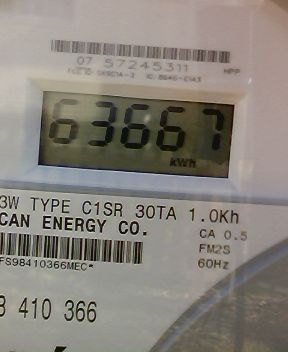 07 57245311
63667
kWh
3W TYPE C1SR 30TA 1.0Kh
CAN ENERGY CO.
CA 0.5
FM2S
FS98410366MEC*
60Hz
410 366